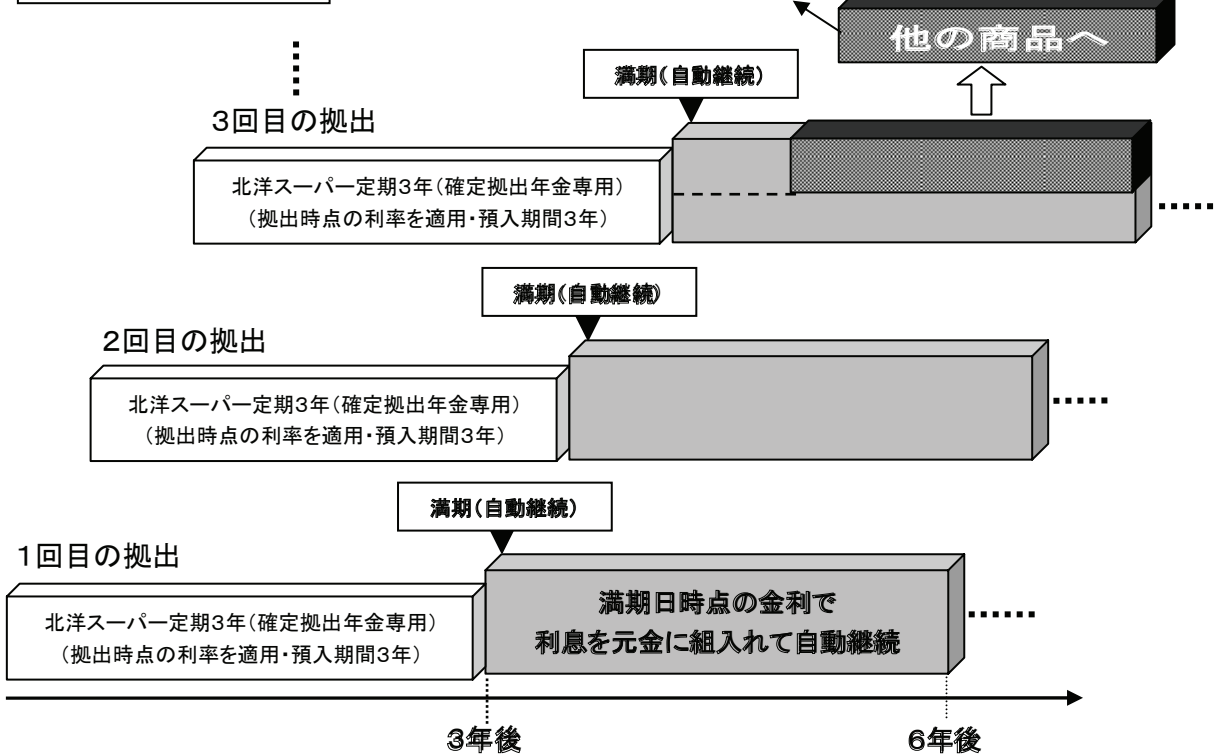 他の商品へ
満期(自動継続)
3回目の拠出
北洋スーパー定期3年(確定拠出年金専用)
(拠出時点の利率を適用・預入期間3年)
満期(自動継続)
2回目の拠出
北洋スーパー定期3年(確定拠出年金専用)
(拠出時点の利率を適用・預入期間3年)
満期(自動継続)
1回目の拠出
満期日時点の金利で
利息を元金に組入れて自動継続
北洋スーパー定期3年(確定拠出年金専用)
(拠出時点の利率を適用・預入期間3年)
3年後
6年後